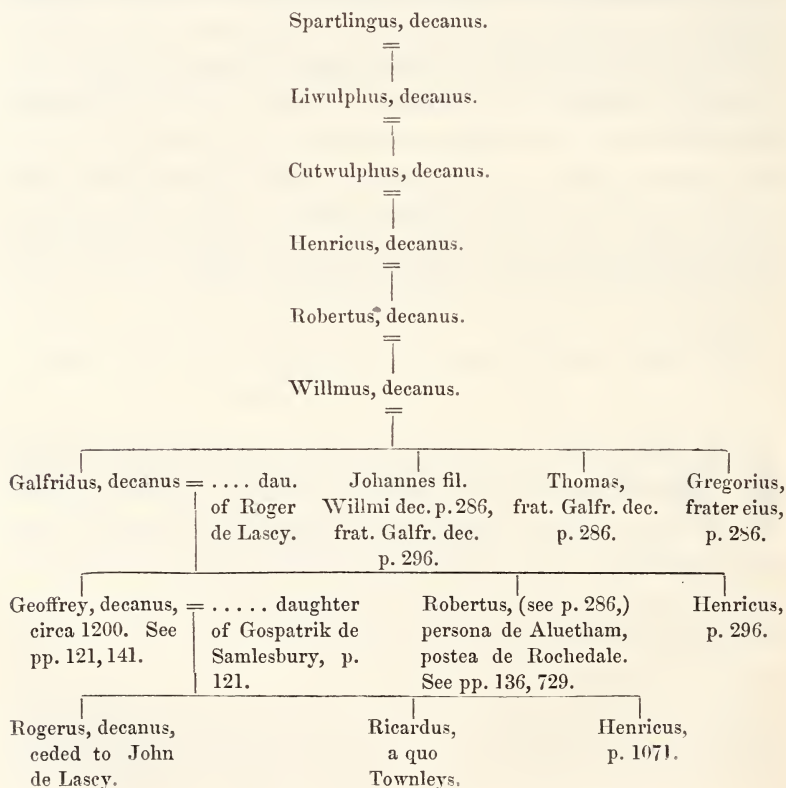 Spartlingus, decanus.
=
Liwulphus, decanus.
=
Cutwulphus, decanus.
=
Henricus, decanus.
=
Robertus, decanus.
=
Willmus, decanus.
=
Galfridus, decanus = .... dau.
of Roger
de Lascy.
Johannes fil.
Willmi dec. p. 286,
frat. Galfr. dec.
p. 296.
Thomas,
frat. Galfr. dec.
p. 286.
Gregorius,
frater eius,
p. 286.
Geoffrey, decanus, = ..... daughter
circa 1200. See
pp. 121, 141.
of Gospatrik de
Samlesbury, p.
121.
Robertus, (see p. 286,)
persona de Aluetham,
postea de Rochedale.
See pp. 136, 729.
Henricus,
p. 296.
Rogerus, decanus,
ceded to John
de Lascy.
Ricardus,
a quo
Townleys.
Henricus,
p. 1071.